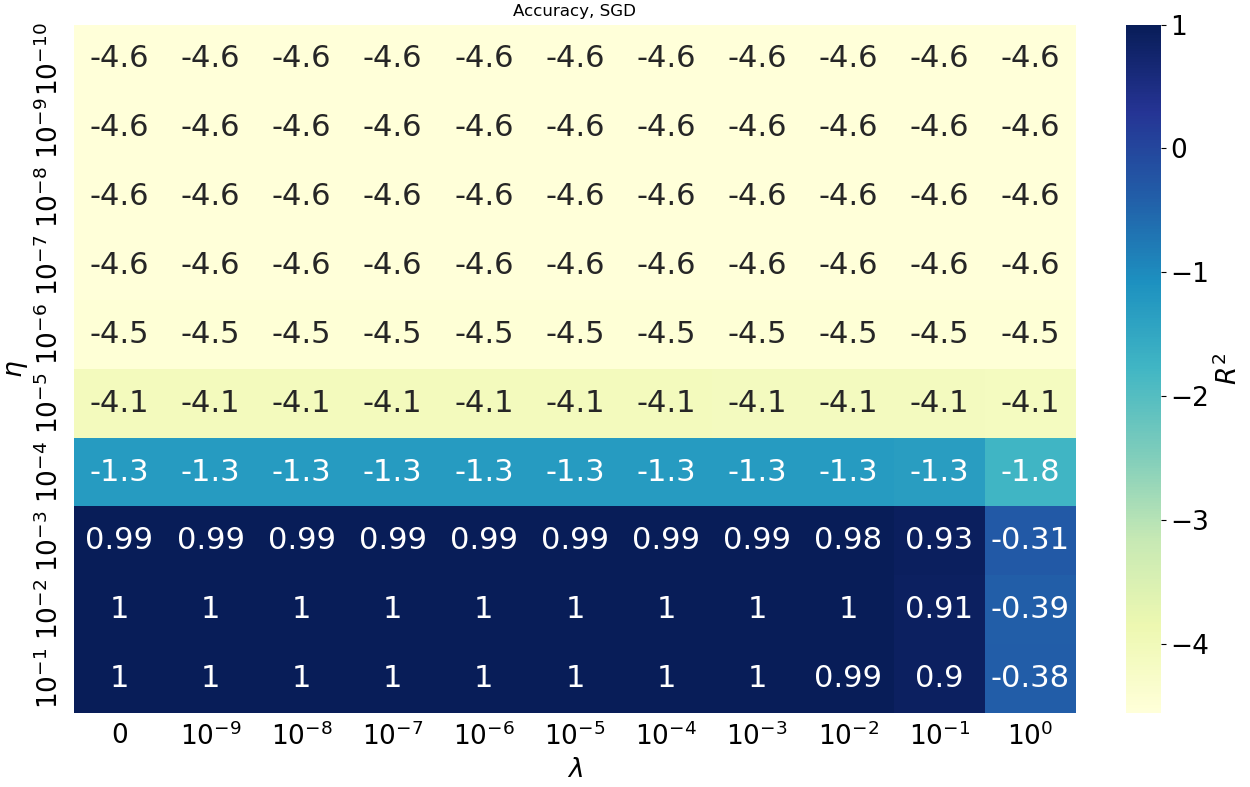 Accuracy, SGD
η
10⁻¹⁰ -4.6 -4.6 -4.6 -4.6 -4.6 -4.6 -4.6 -4.6 -4.6 -4.6 -4.6
10⁻⁹ -4.6 -4.6 -4.6 -4.6 -4.6 -4.6 -4.6 -4.6 -4.6 -4.6 -4.6
10⁻⁸ -4.6 -4.6 -4.6 -4.6 -4.6 -4.6 -4.6 -4.6 -4.6 -4.6 -4.6
10⁻⁷ -4.6 -4.6 -4.6 -4.6 -4.6 -4.6 -4.6 -4.6 -4.6 -4.6 -4.6
10⁻⁶ -4.5 -4.5 -4.5 -4.5 -4.5 -4.5 -4.5 -4.5 -4.5 -4.5 -4.5
10⁻⁵ -4.1 -4.1 -4.1 -4.1 -4.1 -4.1 -4.1 -4.1 -4.1 -4.1 -4.1
10⁻⁴ -1.3 -1.3 -1.3 -1.3 -1.3 -1.3 -1.3 -1.3 -1.3 -1.3 -1.8
10⁻³ 0.99 0.99 0.99 0.99 0.99 0.99 0.99 0.99 0.98 0.93 -0.31
10⁻² 1 1 1 1 1 1 1 1 1 0.91 -0.39
10⁻¹ 1 1 1 1 1 1 1 1 0.99 0.9 -0.38
0 10⁻⁹ 10⁻⁸ 10⁻⁷ 10⁻⁶ 10⁻⁵ 10⁻⁴ 10⁻³ 10⁻² 10⁻¹ 10⁰
λ
1
0
−1
−2
−3
−4
R²